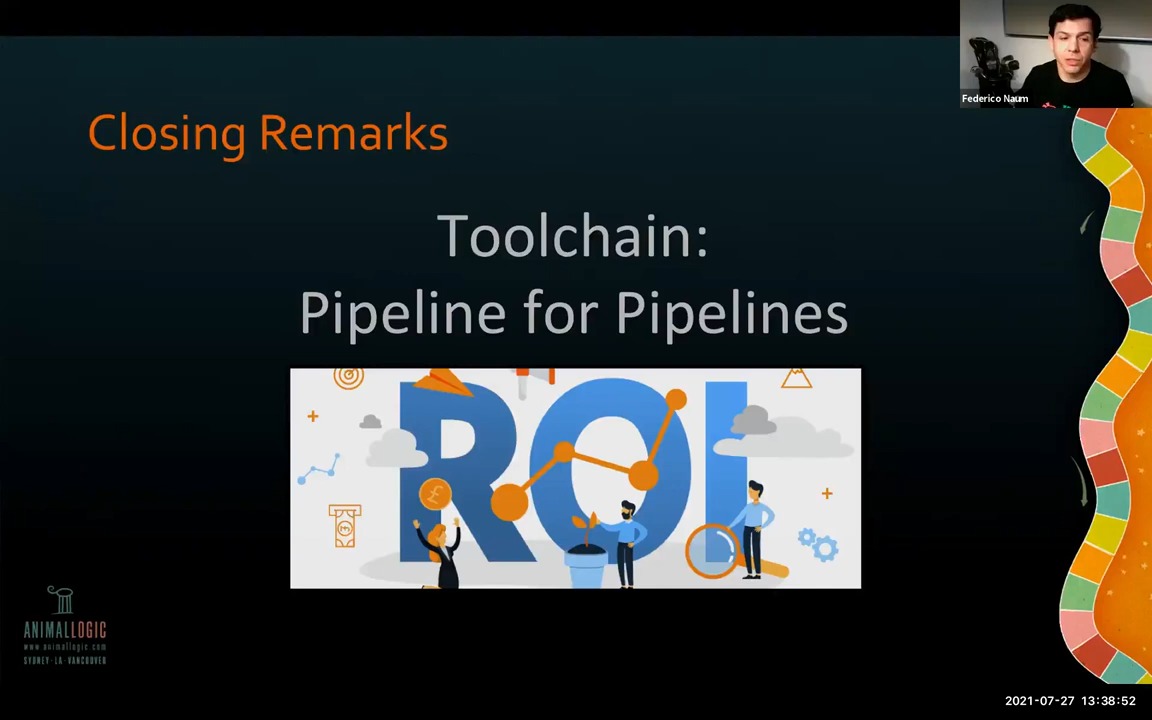 Federico Naum
Closing Remarks
Toolchain:
Pipeline for Pipelines
ROI
£
ANIMALLOGIC
www.animallogic.com
SYDNEY·LA·VANCOUVER
2021-07-27 13:38:52